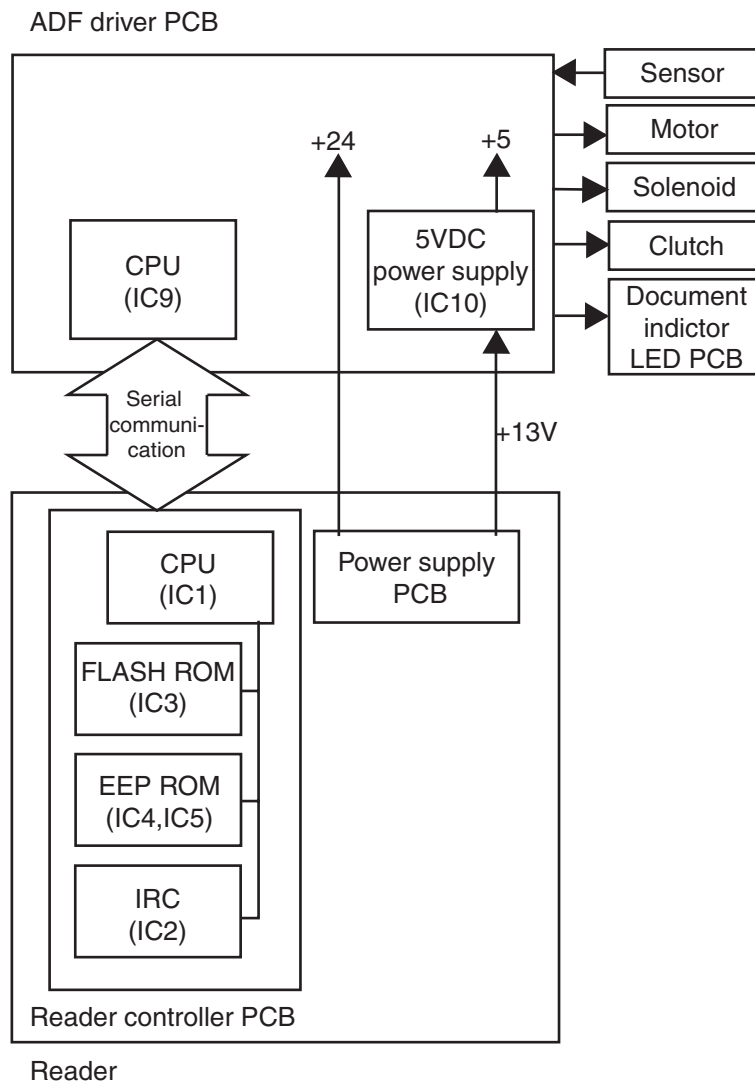 ADF driver PCB
Sensor
Motor
Solenoid
Clutch
Document
indictor
LED PCB
+24
+5
5VDC
power supply
(IC10)
CPU
(IC9)
Serial
communi-
cation
+13V
CPU
(IC1)
Power supply
PCB
FLASH ROM
(IC3)
EEP ROM
(IC4,IC5)
IRC
(IC2)
Reader controller PCB
Reader